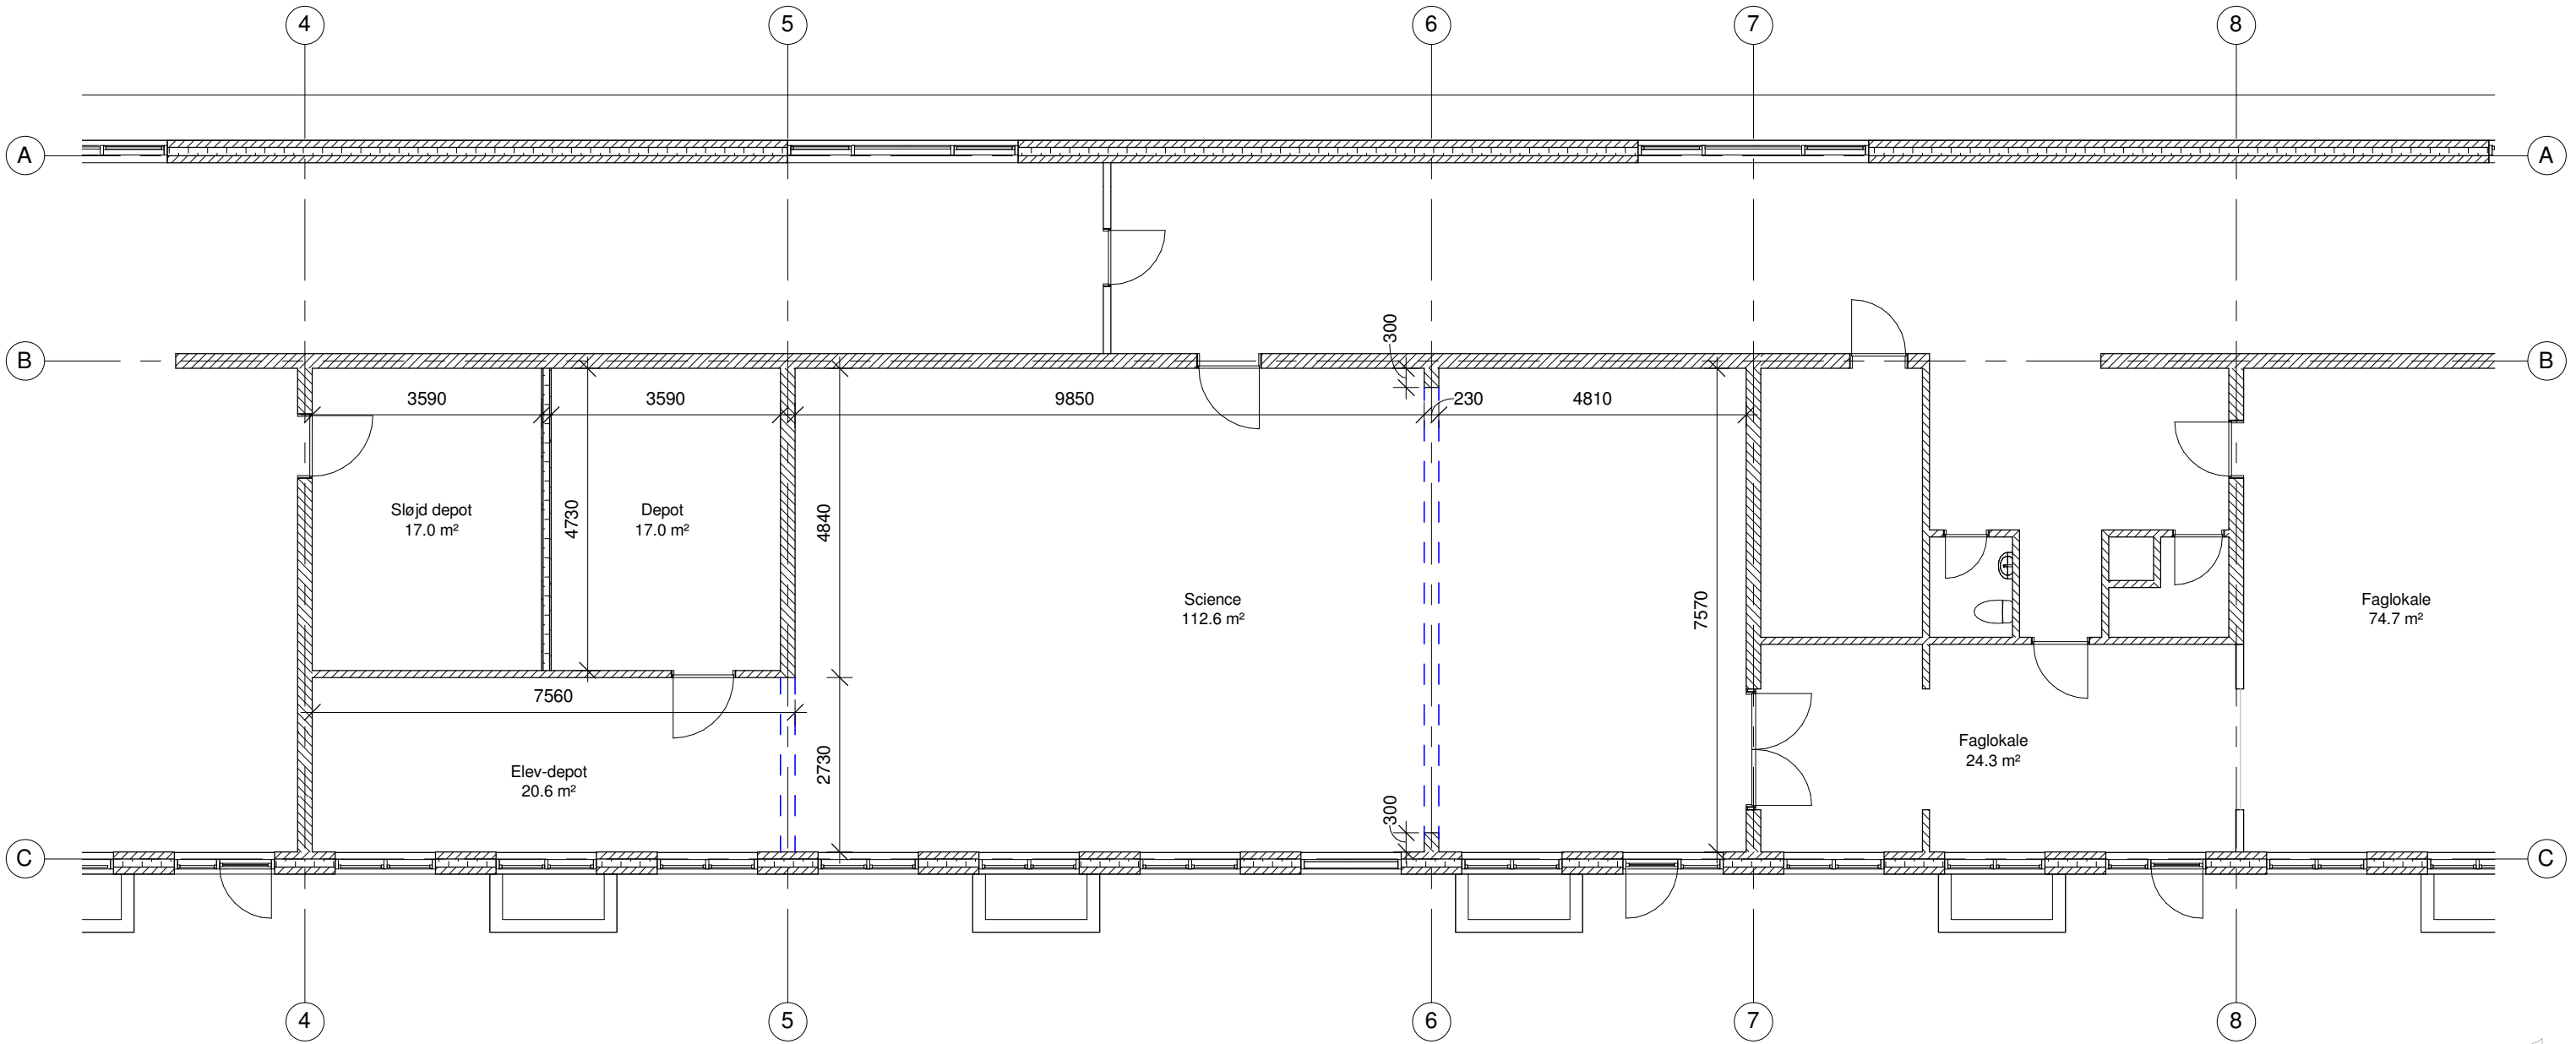 4
5
6
7
8
A
A
B
B
300
3590
3590
9850
230
4810
Sløjd depot
17.0 m²
4730
Depot
17.0 m²
4840
Science
112.6 m²
7570
Faglokale
74.7 m²
7560
Elev-depot
20.6 m²
2730
300
Faglokale
24.3 m²
C
C
4
5
6
7
8